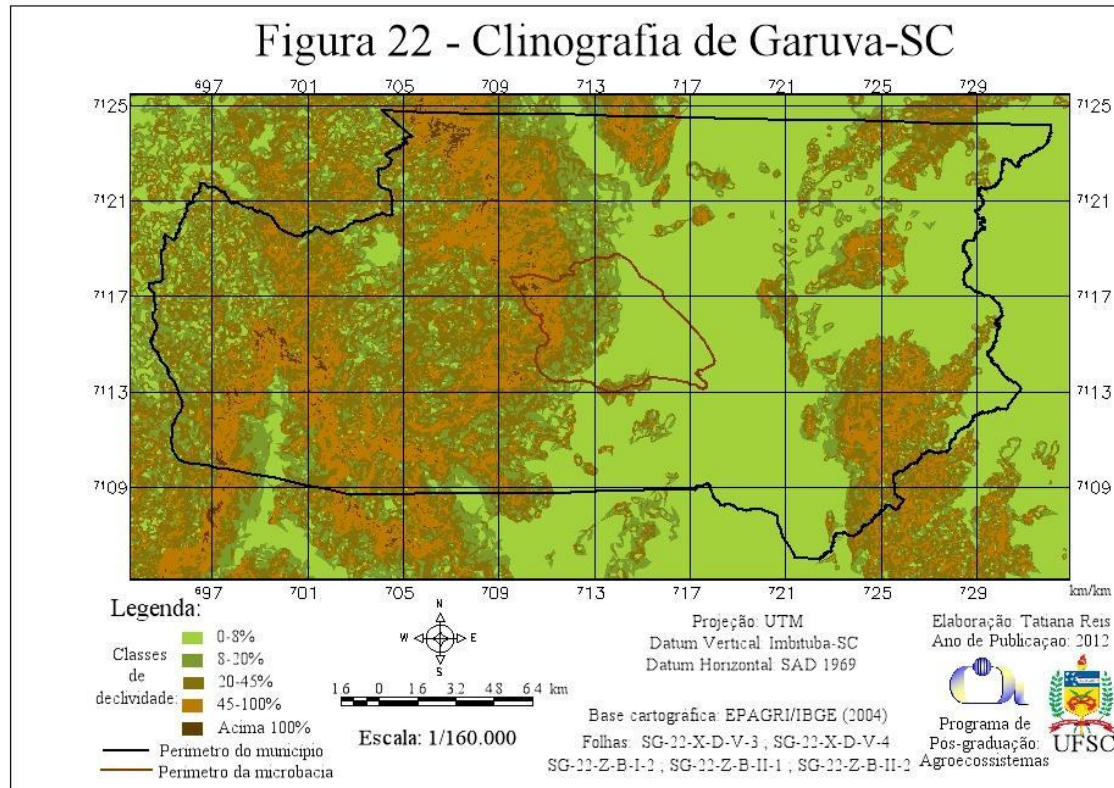 Figura 22 - Clinografia de Garuva-SC
697 701 705 709 713 717 721 725 729
7125 7125
7121 7121
7117 7117
7113 7113
7109 7109
697 701 705 709 713 717 721 725 729 km/km
Legenda:
Classes de declividade:
0-8%
8-20%
20-45%
45-100%
Acima 100%
Perímetro do município
Perímetro da microbacia
N
W E
S
1.6 0 1.6 3.2 4.8 6.4 km
Escala: 1/160.000
Projeção: UTM
Datum Vertical: Imbituba-SC
Datum Horizontal: SAD 1969
Base cartográfica: EPAGRI/IBGE (2004)
Folhas: SG-22-X-D-V-3 ; SG-22-X-D-V-4
SG-22-Z-B-I-2 ; SG-22-Z-B-II-1 ; SG-22-Z-B-II-2
Elaboração: Tatiana Reis
Ano de Publicação: 2012
Programa de
Pos-graduação:
Agroecossistemas
UFSC